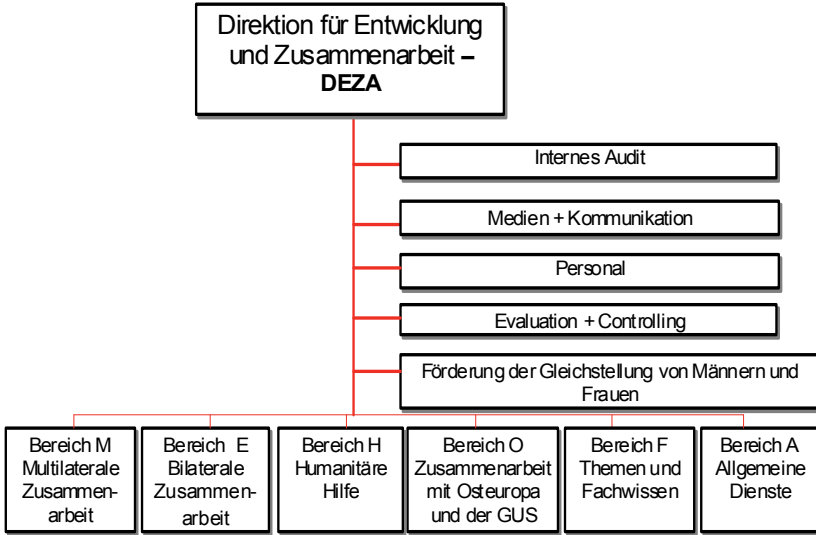 Direktion für Entwicklung
und Zusammenarbeit –
DEZA
Internes Audit
Medien + Kommunikation
Personal
Evaluation + Controlling
Förderung der Gleichstellung von Männern und
Frauen
Bereich M
Multilaterale
Zusammen-
arbeit
Bereich E
Bilaterale
Zusammen-
arbeit
Bereich H
Humanitäre
Hilfe
Bereich O
Zusammenarbeit
mit Osteuropa
und der GUS
Bereich F
Themen und
Fachwissen
Bereich A
Allgemeine
Dienste